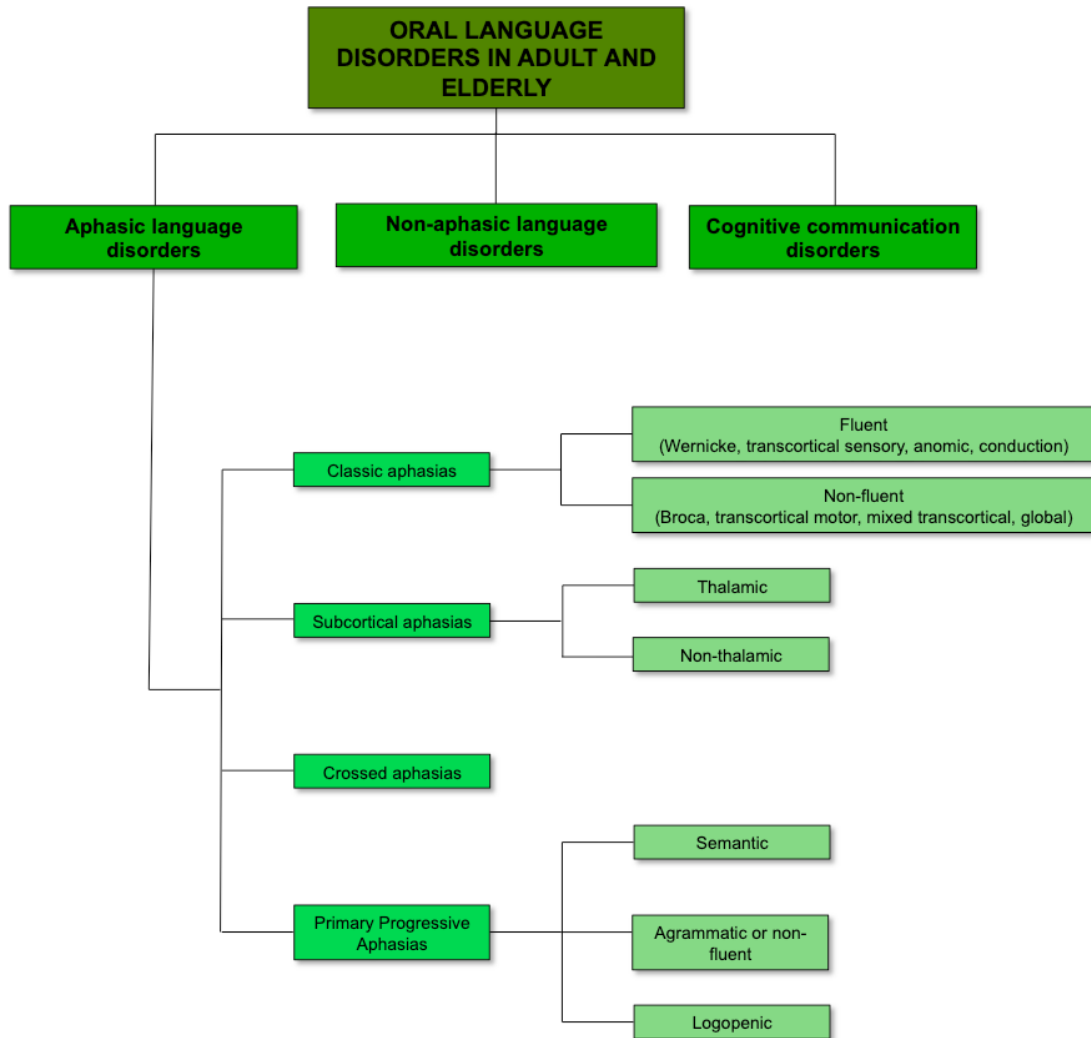 ORAL LANGUAGE
DISORDERS IN ADULT AND
ELDERLY
Aphasic language
disorders
Non-aphasic language
disorders
Cognitive communication
disorders
Classic aphasias
Fluent
(Wernicke, transcortical sensory, anomic, conduction)
Non-fluent
(Broca, transcortical motor, mixed transcortical, global)
Subcortical aphasias
Thalamic
Non-thalamic
Crossed aphasias
Primary Progressive
Aphasias
Semantic
Agrammatic or non-
fluent
Logopenic